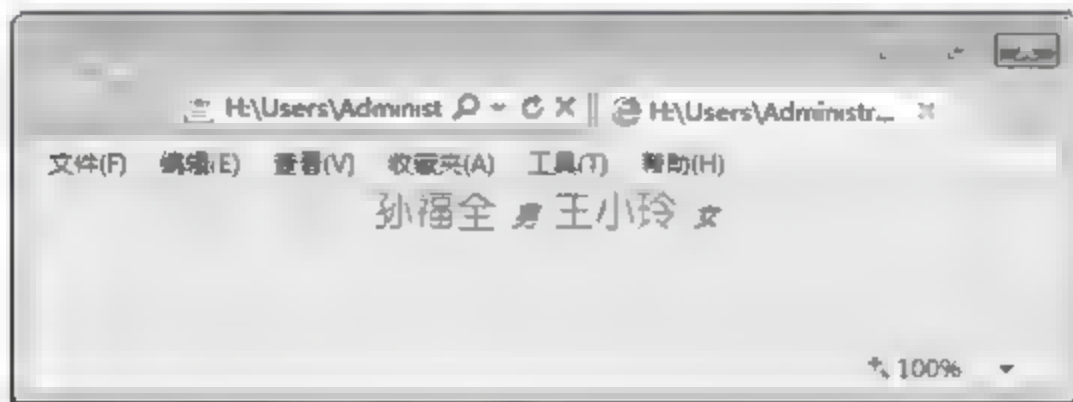 H:\Users\Administ H:\Users\Administr...
文件(F) 编辑(E) 查看(V) 收藏夹(A) 工具(T) 帮助(H)
孙福全 男 王小玲 女
100%